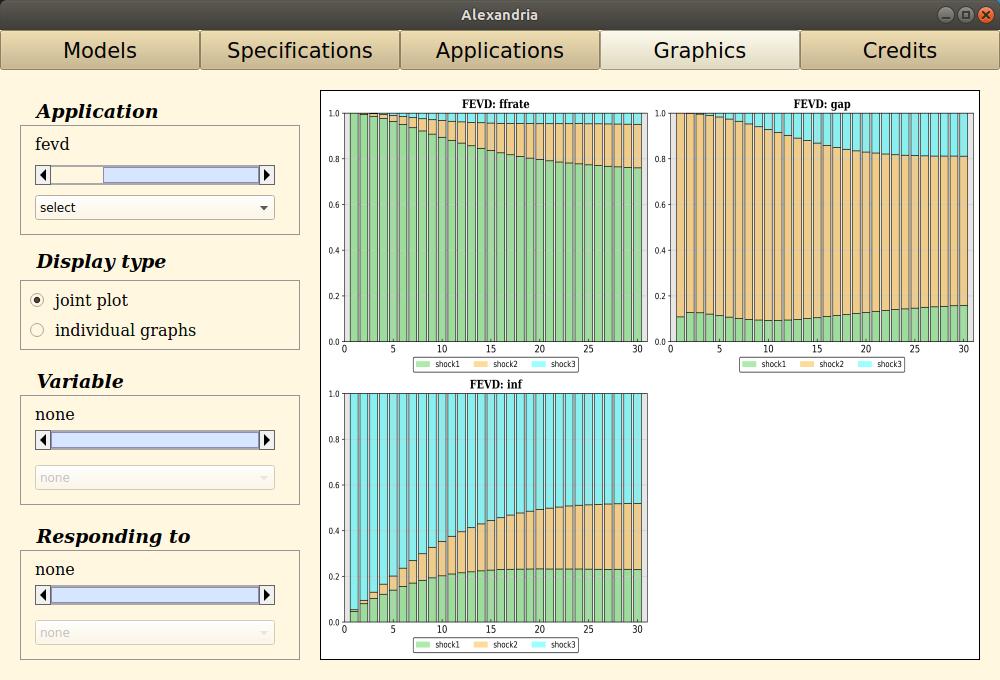 Alexandria
Models Specifications Applications Graphics Credits
Application
fevd
select
Display type
joint plot
individual graphs
Variable
none
none
Responding to
none
none
FEVD: ffrate
1.0
0.8
0.6
0.4
0.2
0.0
0 5 10 15 20 25 30
shock1 shock2 shock3
FEVD: gap
1.0
0.8
0.6
0.4
0.2
0.0
0 5 10 15 20 25 30
shock1 shock2 shock3
FEVD: inf
1.0
0.8
0.6
0.4
0.2
0.0
0 5 10 15 20 25 30
shock1 shock2 shock3